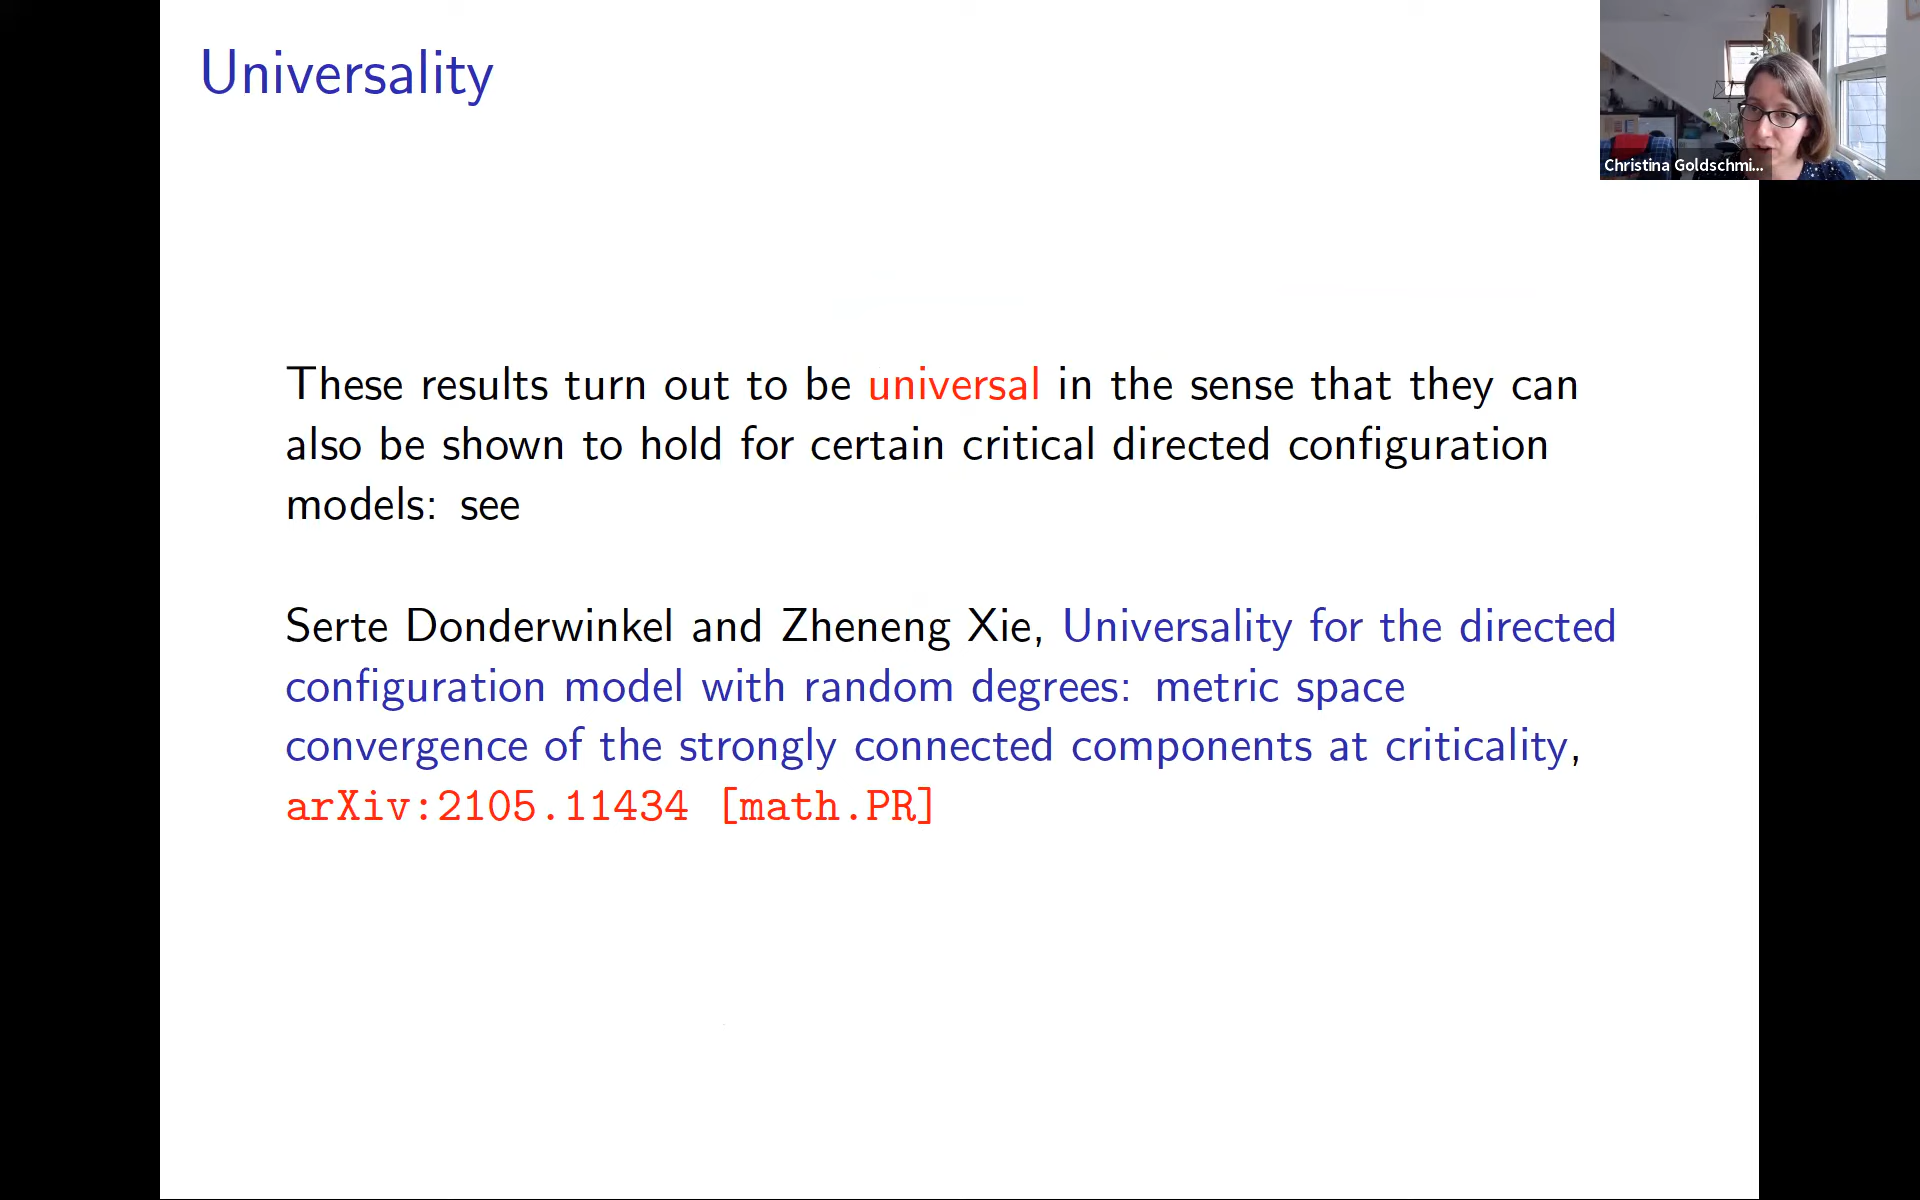 Universality
Christina Goldschmi...
These results turn out to be universal in the sense that they can
also be shown to hold for certain critical directed configuration
models: see
Serte Donderwinkel and Zheneng Xie, Universality for the directed
configuration model with random degrees: metric space
convergence of the strongly connected components at criticality,
arXiv:2105.11434 [math.PR]